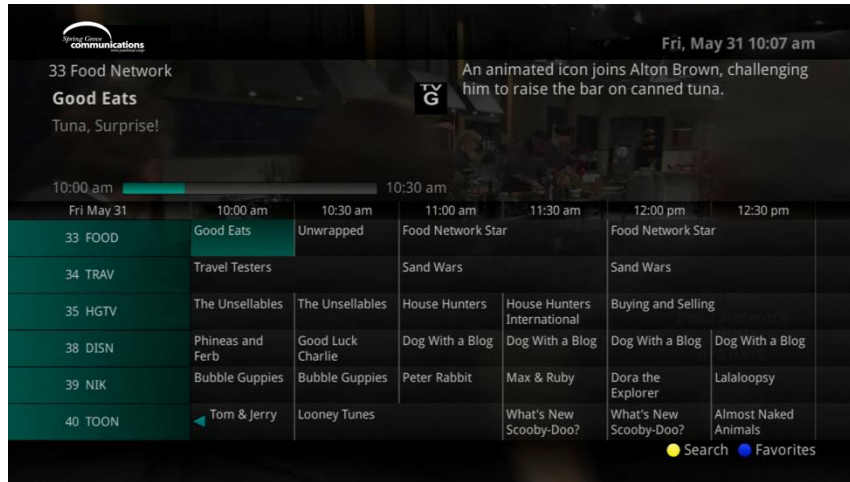 Spring Grove
communications
Fri, May 31 10:07 am
33 Food Network
Good Eats
Tuna, Surprise!
TV
G
An animated icon joins Alton Brown, challenging
him to raise the bar on canned tuna.
10:00 am 10:30 am
Fri May 31 10:00 am 10:30 am 11:00 am 11:30 am 12:00 pm 12:30 pm
33 FOOD Good Eats Unwrapped Food Network Star Food Network Star
34 TRAV Travel Testers Sand Wars Sand Wars
35 HGTV The Unsellables The Unsellables House Hunters House Hunters International Buying and Selling
38 DISN Phineas and Ferb Good Luck Charlie Dog With a Blog Dog With a Blog Dog With a Blog Dog With a Blog
39 NIK Bubble Guppies Bubble Guppies Peter Rabbit Max & Ruby Dora the Explorer Lalaloopsy
40 TOON Tom & Jerry Looney Tunes What's New Scooby-Doo? What's New Scooby-Doo? Almost Naked Animals
Search Favorites